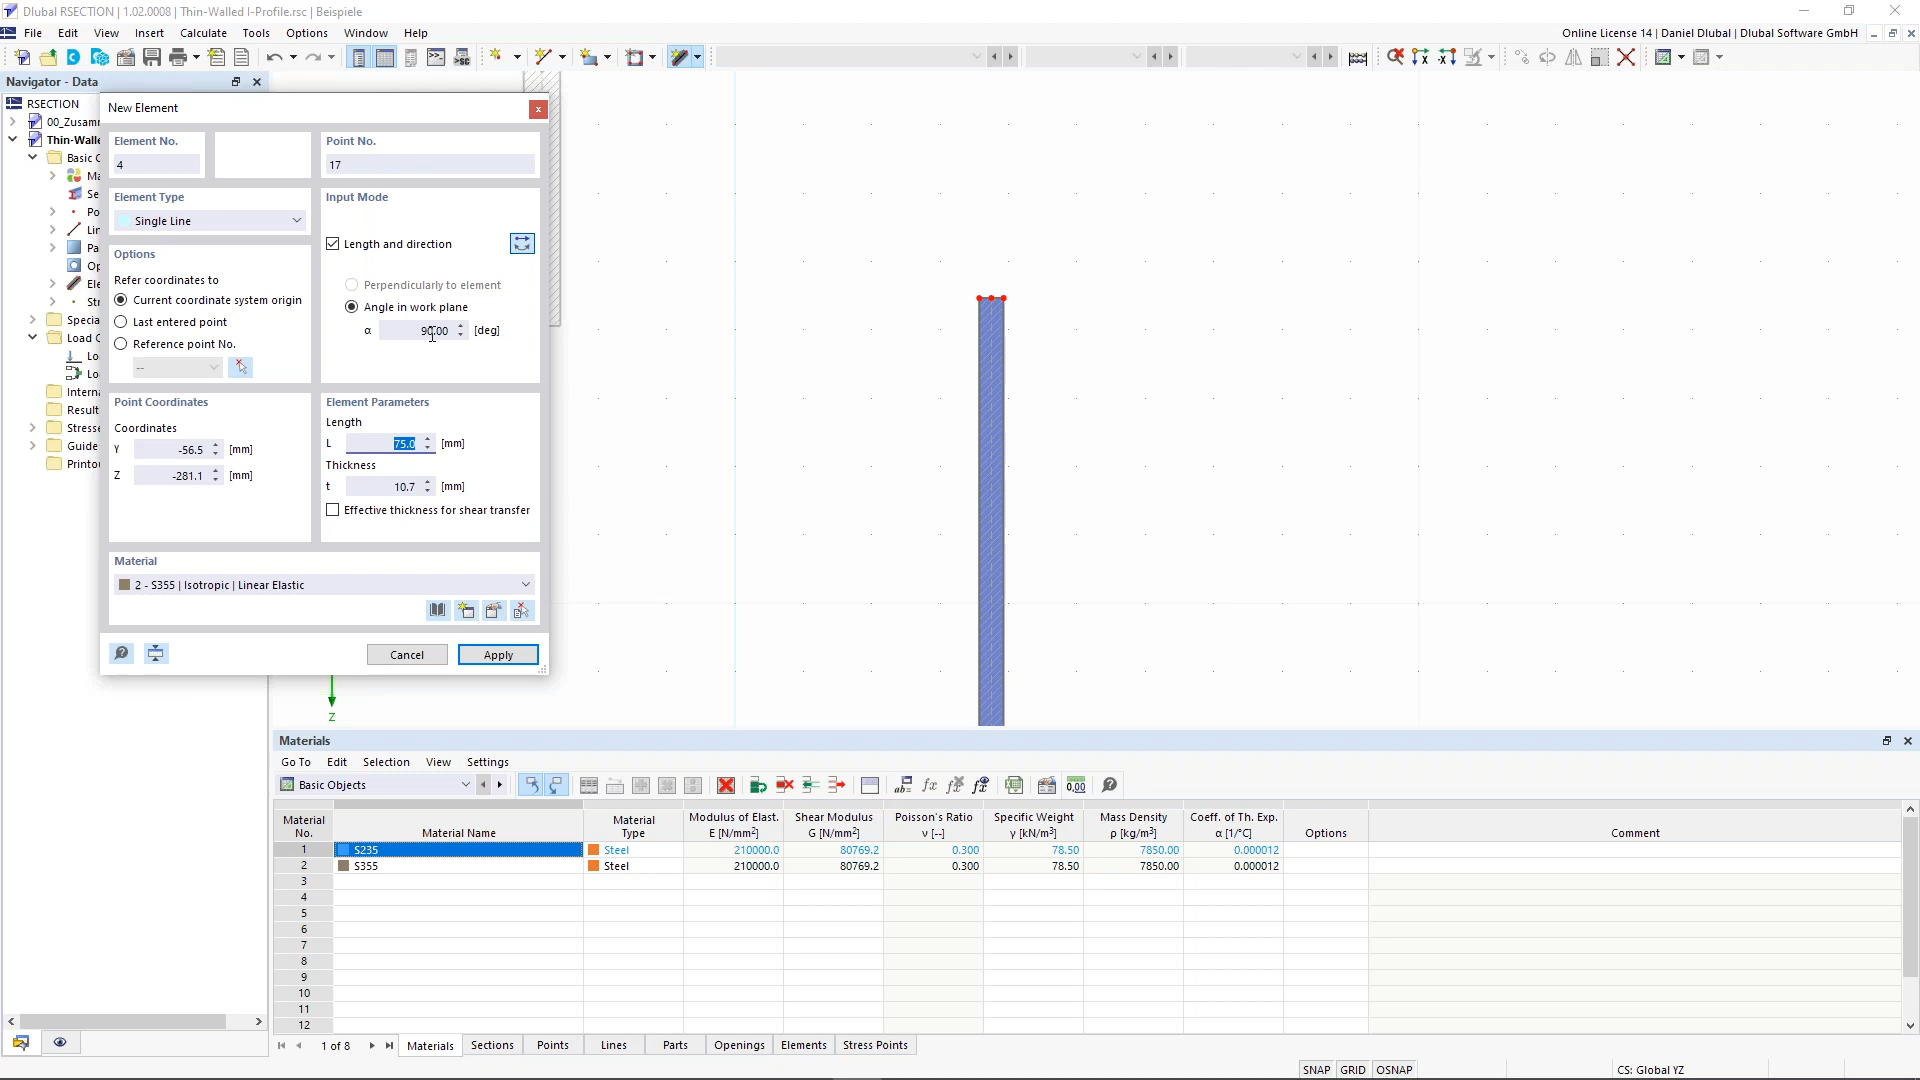 Dlubal RSECTION | 1.02.0008 | Thin-Walled I-Profile.rsc | Beispiele
File Edit View Insert Calculate Tools Options Window Help
Online License 14 | Daniel Dlubal | Dlubal Software GmbH
Navigator - Data
RSECTION
00_Zusamr
Thin-Walle
Basic C
Ma
Se
Po
Lin
Pa
Op
Ele
Str
Specia
Load C
Lo
Lo
Intern
Result
Stresse
Guide
Printou
New Element
Element No.
4
Point No.
17
Element Type
Single Line
Input Mode
Length and direction
Perpendicularly to element
Angle in work plane
α 90.00 [deg]
Options
Refer coordinates to
Current coordinate system origin
Last entered point
Reference point No.
--
Point Coordinates
Coordinates
Y -56.5 [mm]
Z -281.1 [mm]
Element Parameters
Length
L 75.0 [mm]
Thickness
t 10.7 [mm]
Effective thickness for shear transfer
Material
2 - S355 | Isotropic | Linear Elastic
Cancel Apply
Z
Materials
Go To Edit Selection View Settings
Basic Objects
Material No. Material Name Material Type Modulus of Elast. E [N/mm2] Shear Modulus G [N/mm2] Poisson's Ratio ν [--] Specific Weight γ [kN/m3] Mass Density ρ [kg/m3] Coeff. of Th. Exp. α [1/°C] Options Comment
1 S235 Steel 210000.0 80769.2 0.300 78.50 7850.00 0.000012
2 S355 Steel 210000.0 80769.2 0.300 78.50 7850.00 0.000012
3
4
5
6
7
8
9
10
11
12
1 of 8 Materials Sections Points Lines Parts Openings Elements Stress Points
SNAP GRID OSNAP CS: Global YZ